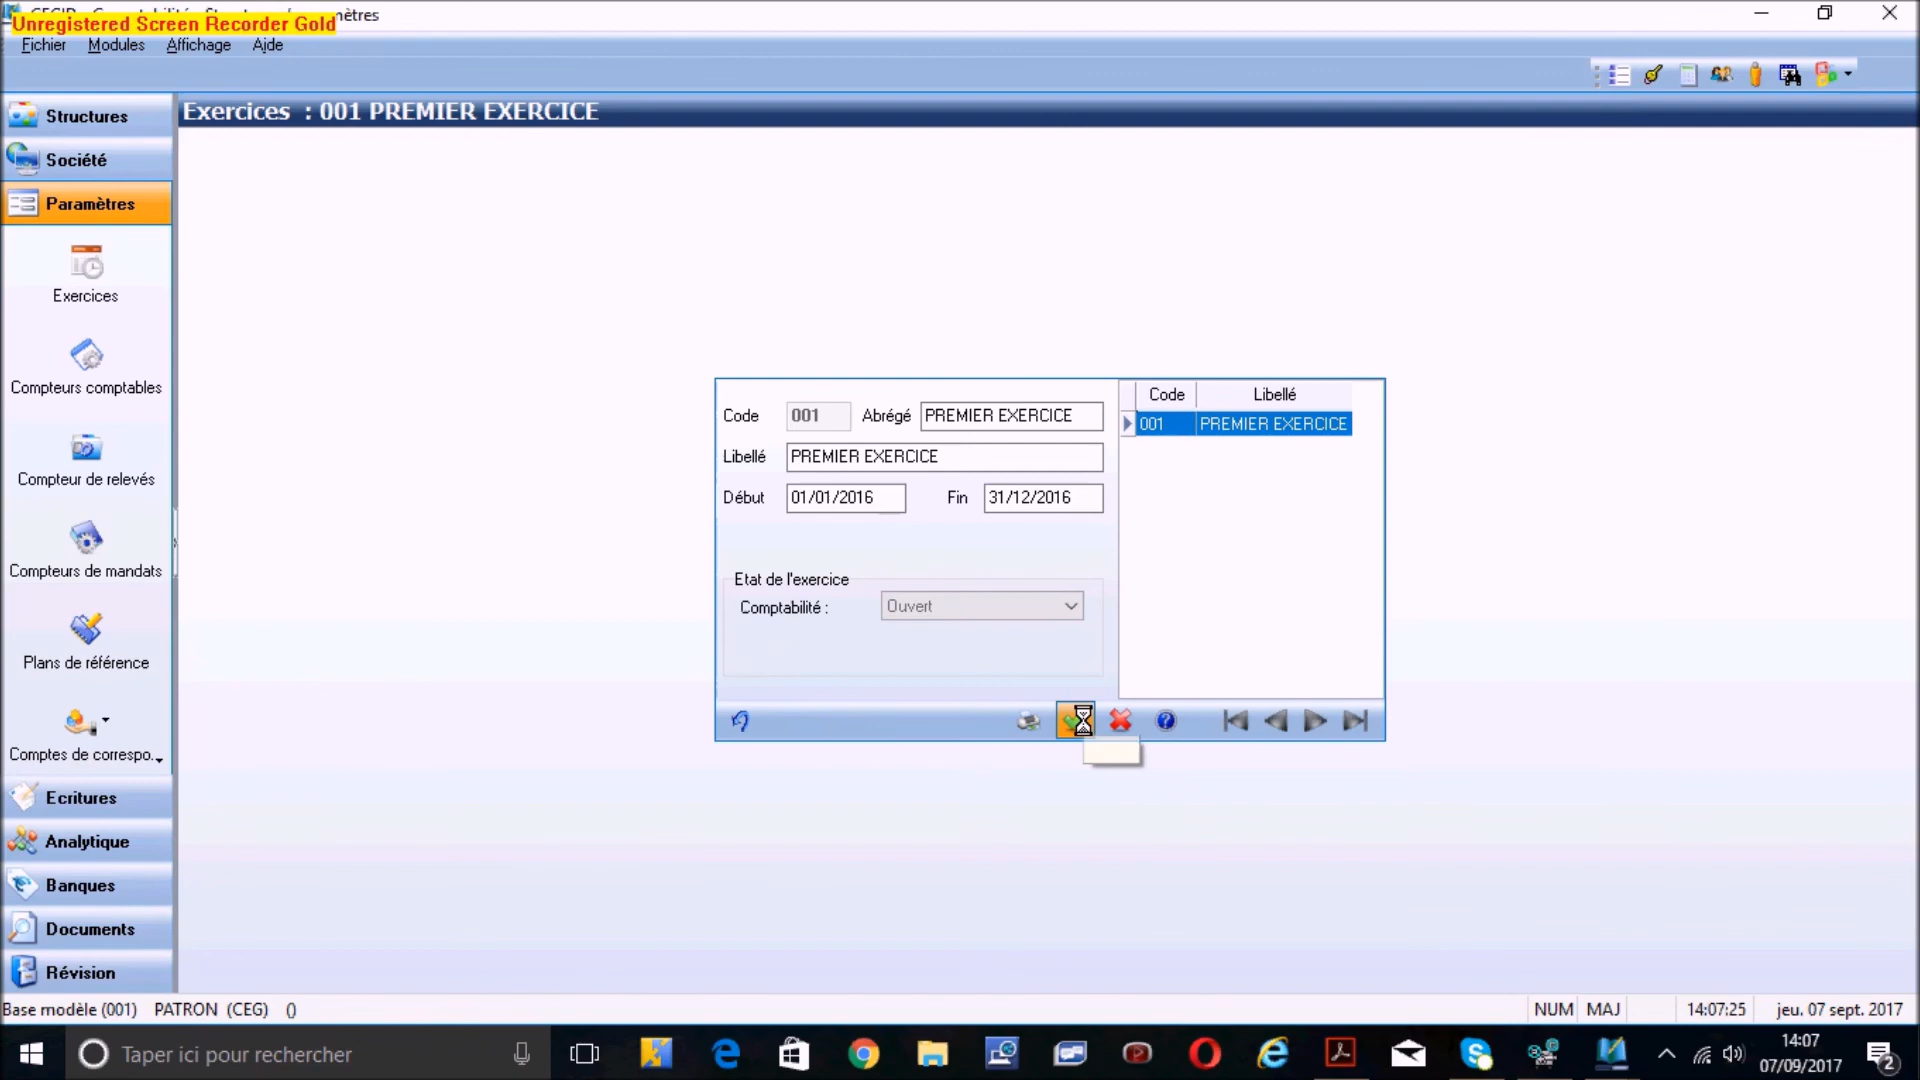 Unregistered Screen Recorder Gold
mètres
Fichier Modules Affichage Aide
Structures
Exercices : 001 PREMIER EXERCICE
Société
Paramètres
Exercices
Compteurs comptables
Compteur de relevés
Compteurs de mandats
Plans de référence
Comptes de correspo..
Ecritures
Analytique
Banques
Documents
Révision
Code 001 Abrégé PREMIER EXERCICE
Libellé PREMIER EXERCICE
Début 01/01/2016 Fin 31/12/2016
Etat de l'exercice
Comptabilité : Ouvert
Code Libellé
001 PREMIER EXERCICE
Base modèle (001) PATRON (CEG) ()
NUM MAJ 14:07:25 jeu. 07 sept. 2017
Taper ici pour rechercher
14:07
07/09/2017
2